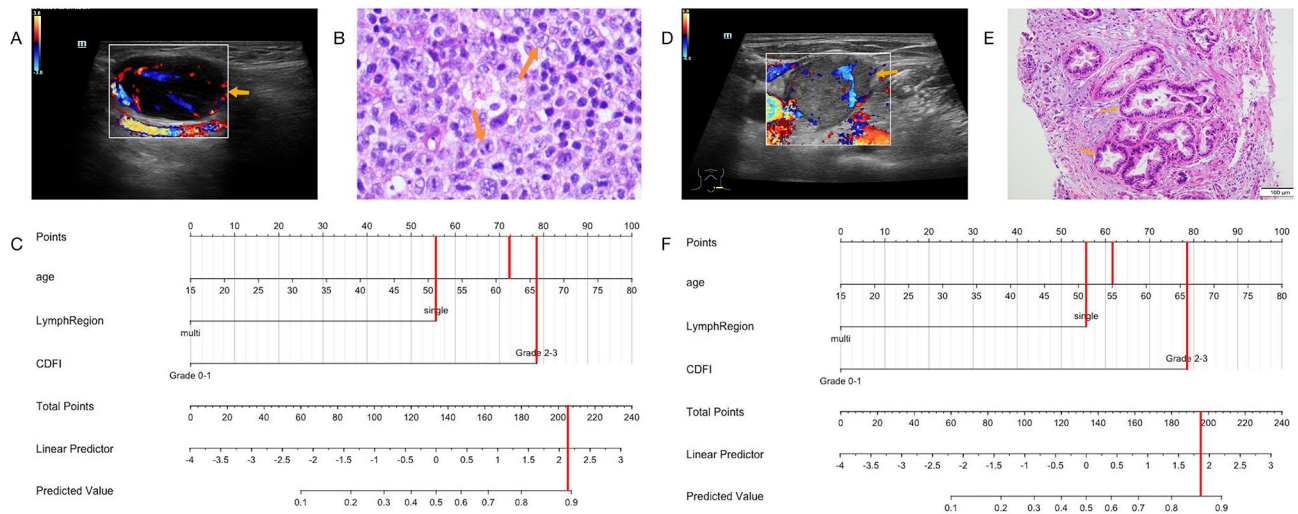 A
3.8
-3.8
m
B
D
m
E
100 μm
C
Points
0 10 20 30 40 50 60 70 80 90 100
age
15 20 25 30 35 40 45 50 55 60 65 70 75 80
LymphRegion
single
multi
CDFI
Grade 2-3
Grade 0-1
Total Points
0 20 40 60 80 100 120 140 160 180 200 220 240
Linear Predictor
-4 -3.5 -3 -2.5 -2 -1.5 -1 -0.5 0 0.5 1 1.5 2 2.5 3
Predicted Value
0.1 0.2 0.3 0.4 0.5 0.6 0.7 0.8 0.9
F
Points
0 10 20 30 40 50 60 70 80 90 100
age
15 20 25 30 35 40 45 50 55 60 65 70 75 80
LymphRegion
single
multi
CDFI
Grade 2-3
Grade 0-1
Total Points
0 20 40 60 80 100 120 140 160 180 200 220 240
Linear Predictor
-4 -3.5 -3 -2.5 -2 -1.5 -1 -0.5 0 0.5 1 1.5 2 2.5 3
Predicted Value
0.1 0.2 0.3 0.4 0.5 0.6 0.7 0.8 0.9